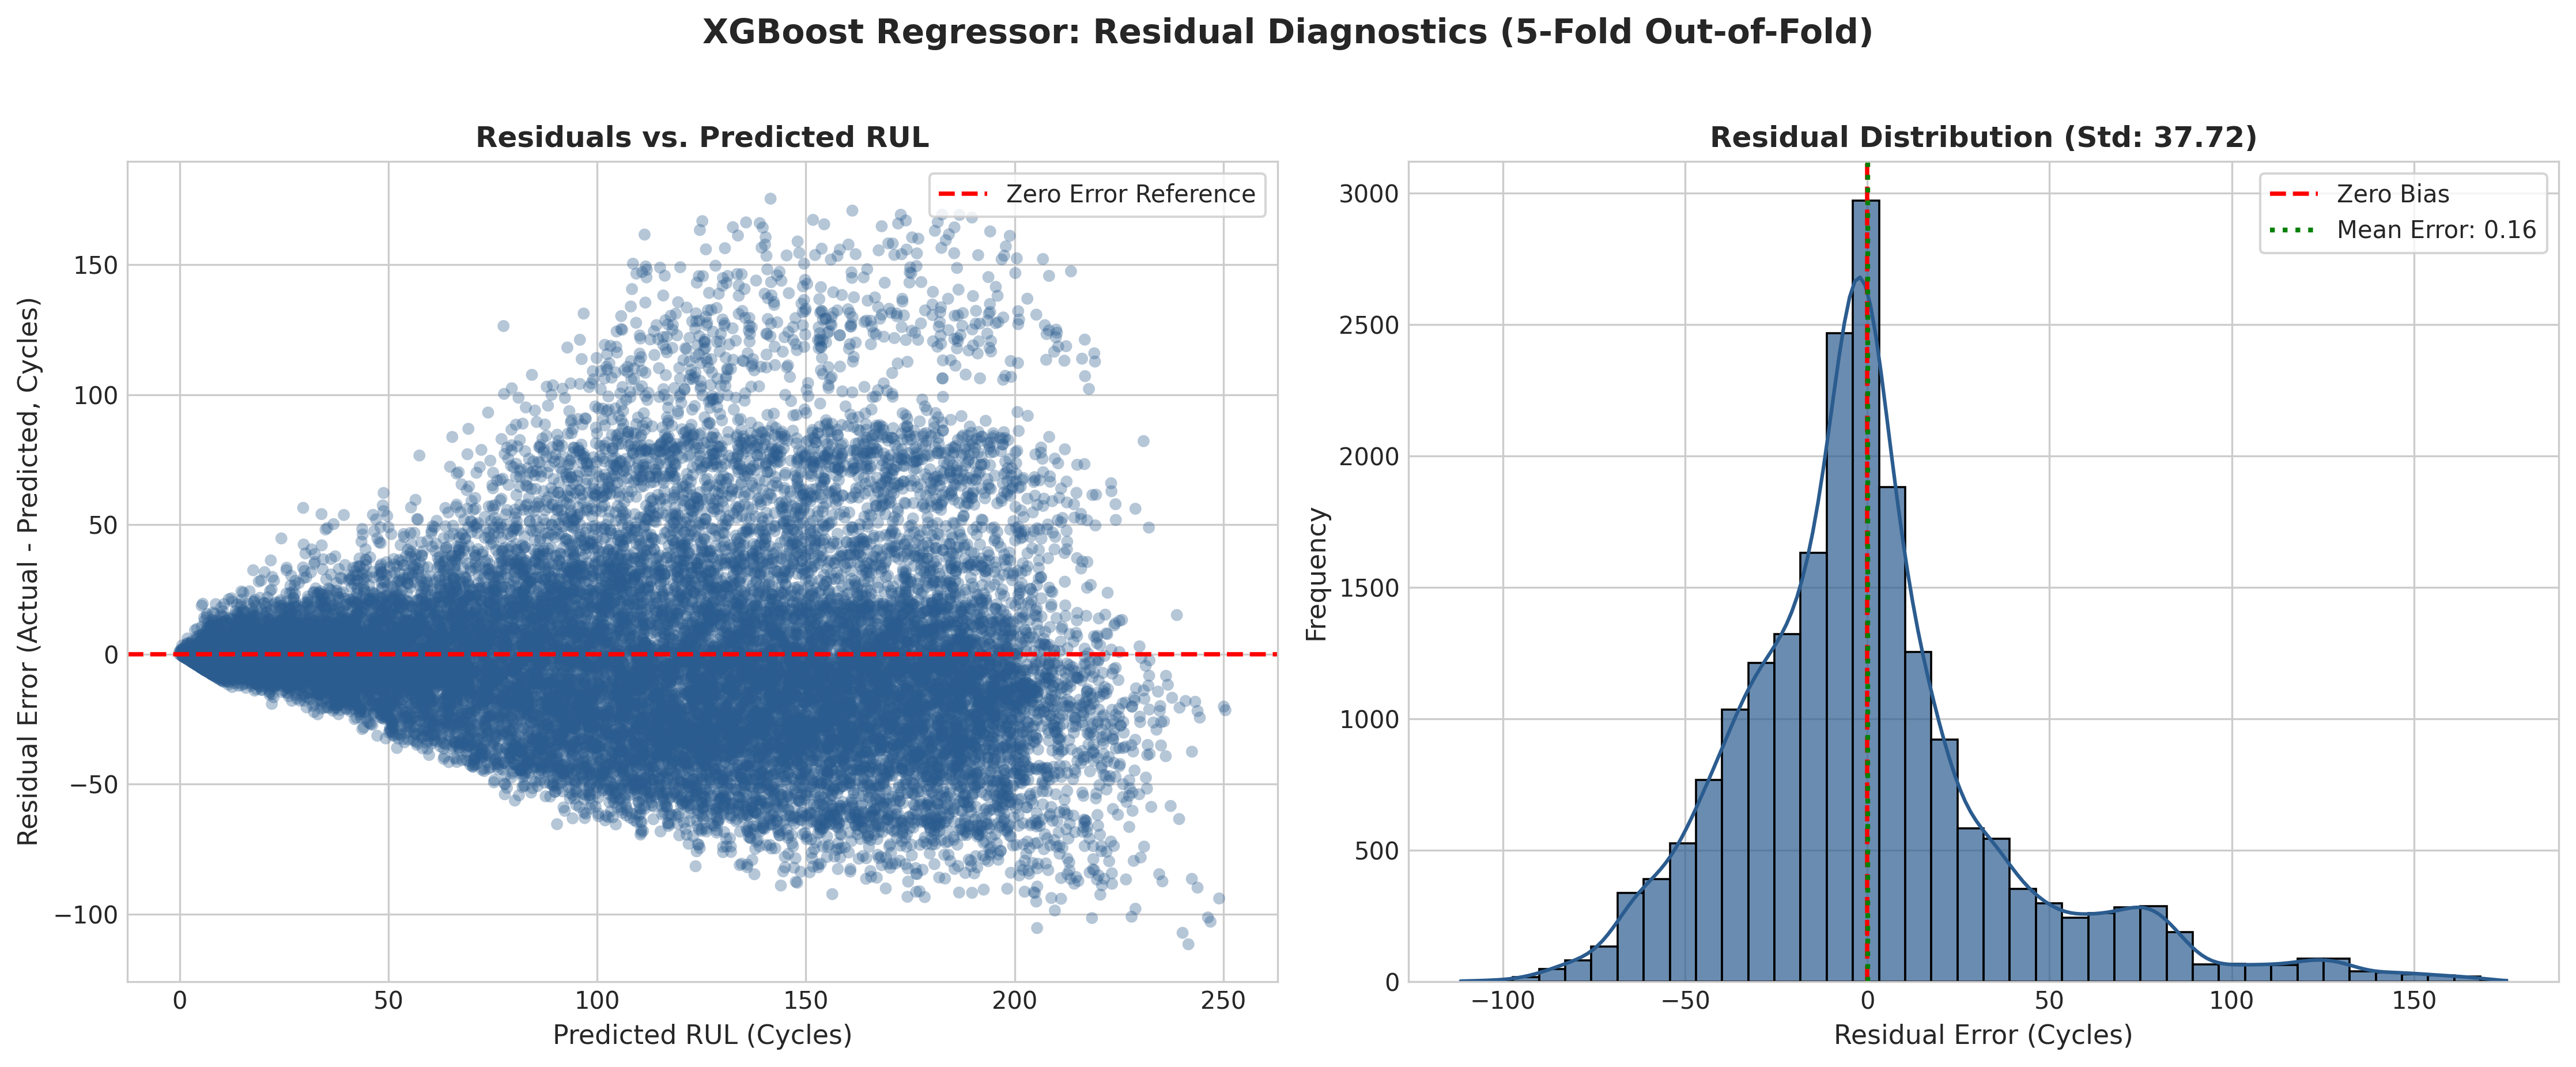 XGBoost Regressor: Residual Diagnostics (5-Fold Out-of-Fold)
Residuals vs. Predicted RUL
Zero Error Reference
Residual Error (Actual - Predicted, Cycles)
150
100
50
0
−50
−100
0 50 100 150 200 250
Predicted RUL (Cycles)
Residual Distribution (Std: 37.72)
Zero Bias
Mean Error: 0.16
Frequency
3000
2500
2000
1500
1000
500
0
−100 −50 0 50 100 150
Residual Error (Cycles)